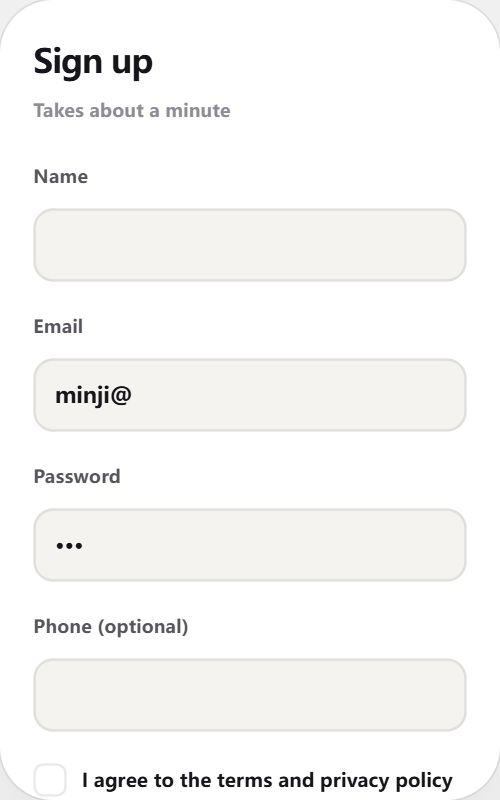 Sign up
Takes about a minute
Name
Email
minji@
Password
•••
Phone (optional)
I agree to the terms and privacy policy